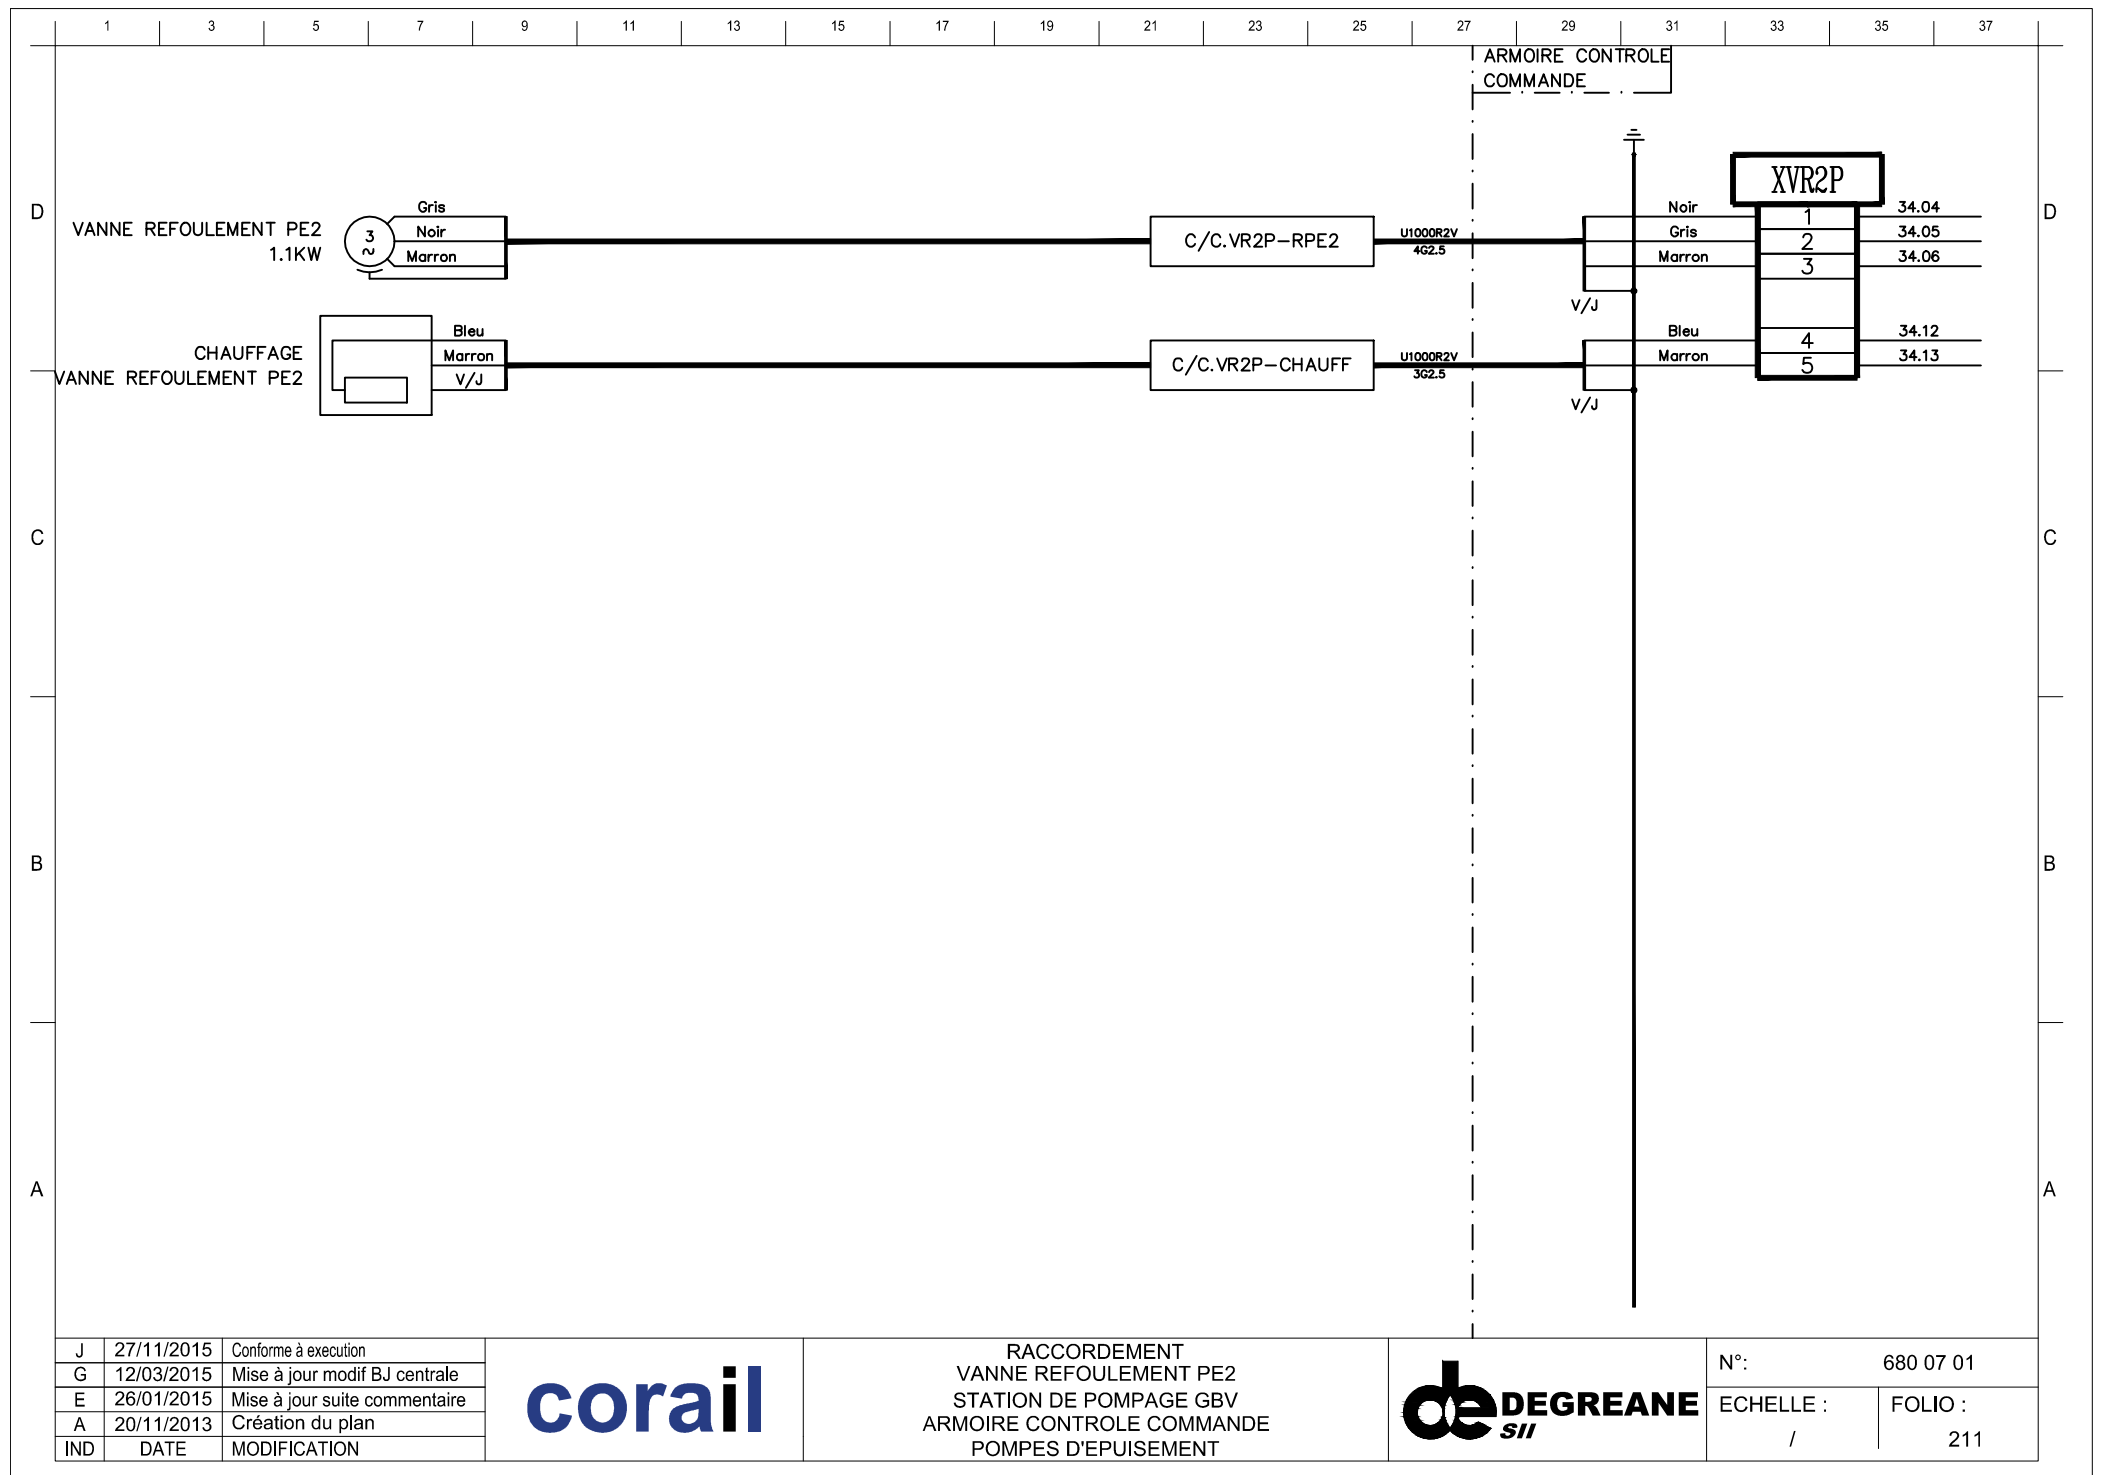 1 3 5 7 9 11 13 15 17 19 21 23 25 27 29 31 33 35 37
ARMOIRE CONTROLE
COMMANDE
XVR2P
D
D
VANNE REFOULEMENT PE2
1.1KW
3
~
Gris
Noir
Marron
C/C.VR2P-RPE2
U1000R2V
4G2.5
Noir
Gris
Marron
V/J
1
2
3
34.04
34.05
34.06
CHAUFFAGE
VANNE REFOULEMENT PE2
Bleu
Marron
V/J
C/C.VR2P-CHAUFF
U1000R2V
3G2.5
Bleu
Marron
V/J
4
5
34.12
34.13
C
C
B
B
A
A
J 27/11/2015 Conforme à execution
G 12/03/2015 Mise à jour modif BJ centrale
E 26/01/2015 Mise à jour suite commentaire
A 20/11/2013 Création du plan
IND DATE MODIFICATION
corail
RACCORDEMENT
VANNE REFOULEMENT PE2
STATION DE POMPAGE GBV
ARMOIRE CONTROLE COMMANDE
POMPES D'EPUISEMENT
de DEGREANE
SII
N°: 680 07 01
ECHELLE :
/
FOLIO :
211